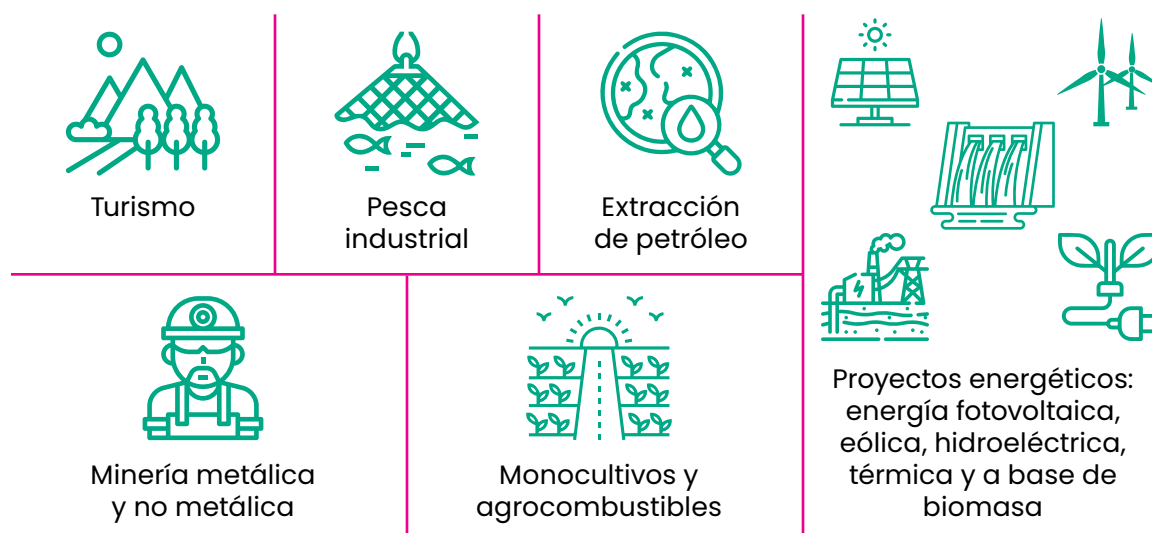 Turismo
Pesca
industrial
Extracción
de petróleo
Minería metálica
y no metálica
Monocultivos y
agrocombustibles
Proyectos energéticos:
energía fotovoltaica,
eólica, hidroeléctrica,
térmica y a base de
biomasa